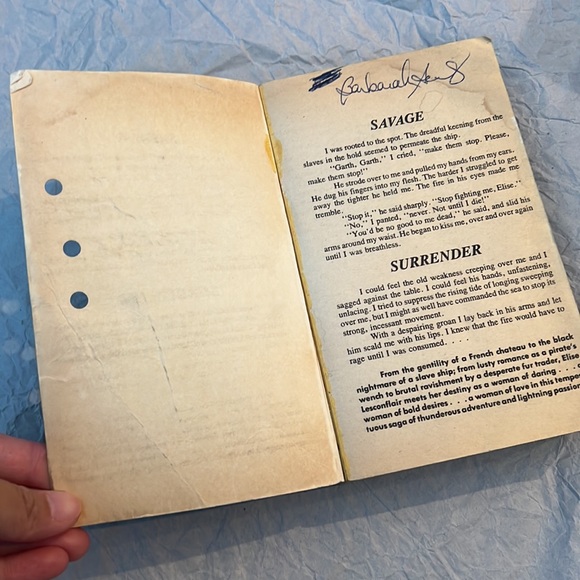 SAVAGE
I was rooted to the spot. The dreadful keening from the
slaves in the hold seemed to permeate the ship.
"Garth, Garth," I cried, "make them stop. Please,
make them stop!"
He strode over to me and pulled my hands from my ears.
He dug his fingers into my flesh. The harder I struggled to get
away the tighter he held me. The fire in his eyes made me
tremble.
"Stop it," he said sharply. "Stop fighting me, Elise."
"No," I panted, "never. Not until I die!"
"You'd be no good to me dead," he said, and slid his
arms around my waist. He began to kiss me, over and over again
until I was breathless.
SURRENDER
I could feel the old weakness creeping over me and I
sagged against the table. I could feel his hands, unfastening,
unlacing. I tried to suppress the rising tide of longing sweeping
over me, but I might as well have commanded the sea to stop its
strong, incessant movement.
With a despairing groan I lay back in his arms and let
him scald me with his lips. I knew that the fire would have to
rage until I was consumed. . . .
From the gentility of a French chateau to the black
nightmare of a slave ship; from lusty romance as a pirate's
wench to brutal ravishment by a desperate fur trader, Elise
Lesconflair meets her destiny as a woman of daring . . . a
woman of bold desires . . . a woman of love in this tempes
tuous saga of thunderous adventure and lightning passion